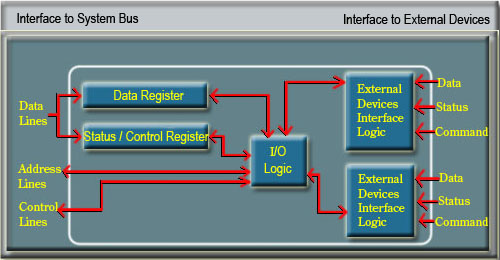 Interface to System Bus
Interface to External Devices
Data Register
Data
Lines
Status / Control Register
Address
Lines
Control
Lines
I/O
Logic
External
Devices
Interface
Logic
Data
Status
Command
External
Devices
Interface
Logic
Data
Status
Command